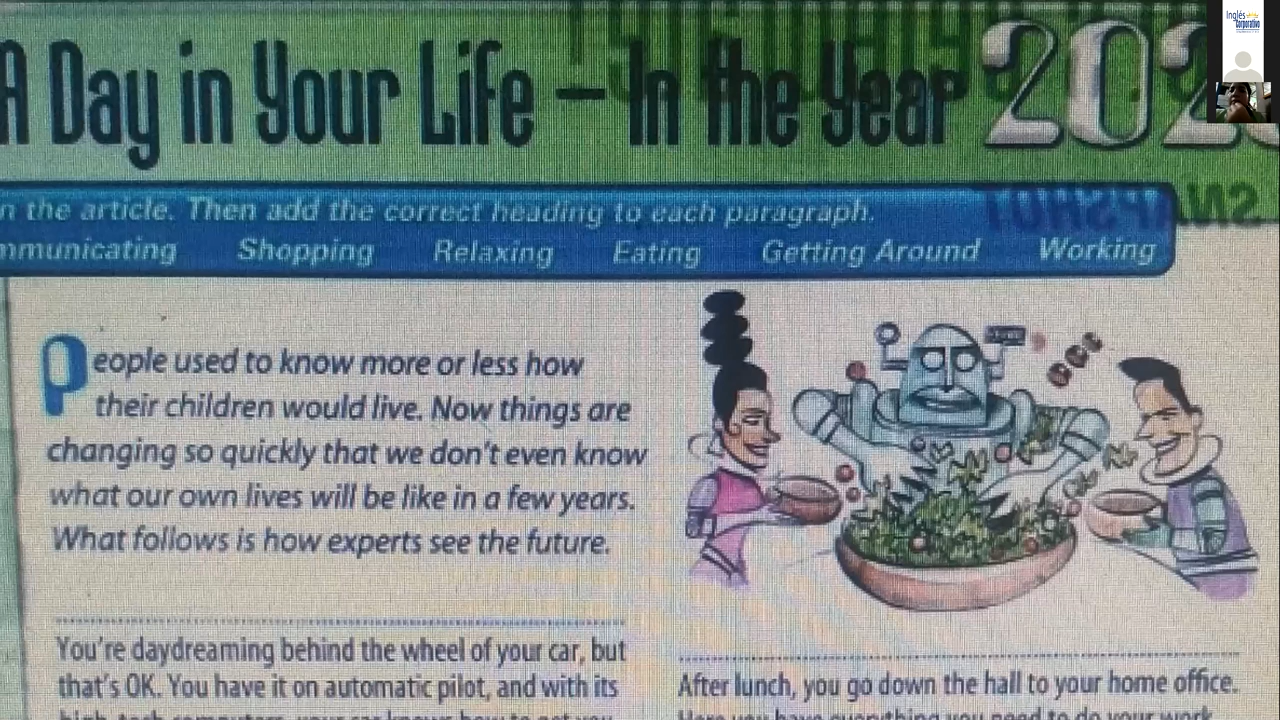 A Day in Your Life – In the Year
n the article. Then add the correct heading to each paragraph.
mmunicating Shopping Relaxing Eating Getting Around Working
People used to know more or less how
their children would live. Now things are
changing so quickly that we don't even know
what our own lives will be like in a few years.
What follows is how experts see the future.
You're daydreaming behind the wheel of your car, but
that's OK. You have it on automatic pilot, and with its
After lunch, you go down the hall to your home office.
Inglés
Corporativo